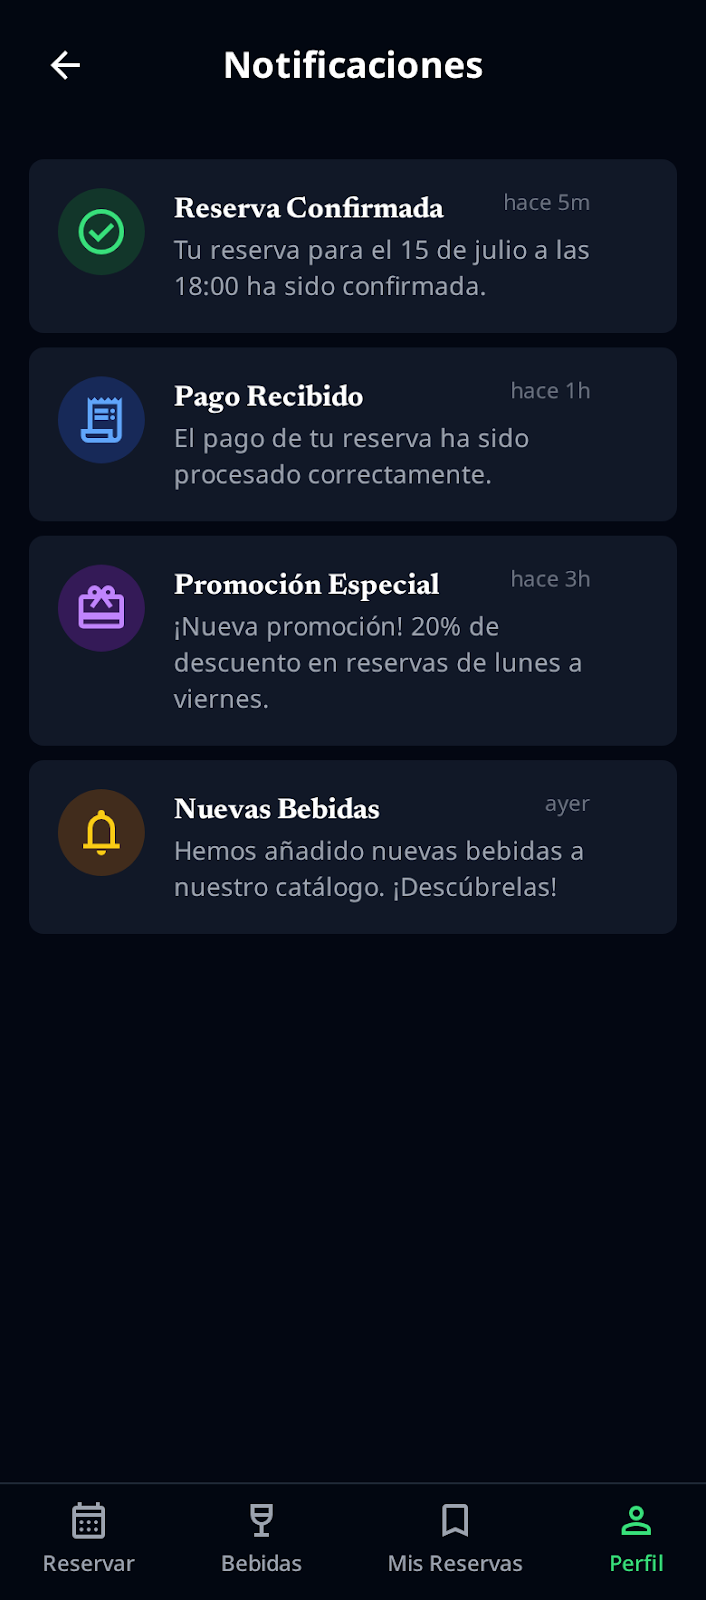 Notificaciones
Reserva Confirmada
hace 5m
Tu reserva para el 15 de julio a las
18:00 ha sido confirmada.
Pago Recibido
hace 1h
El pago de tu reserva ha sido
procesado correctamente.
Promoción Especial
hace 3h
¡Nueva promoción! 20% de
descuento en reservas de lunes a
viernes.
Nuevas Bebidas
ayer
Hemos añadido nuevas bebidas a
nuestro catálogo. ¡Descúbrelas!
Reservar
Bebidas
Mis Reservas
Perfil